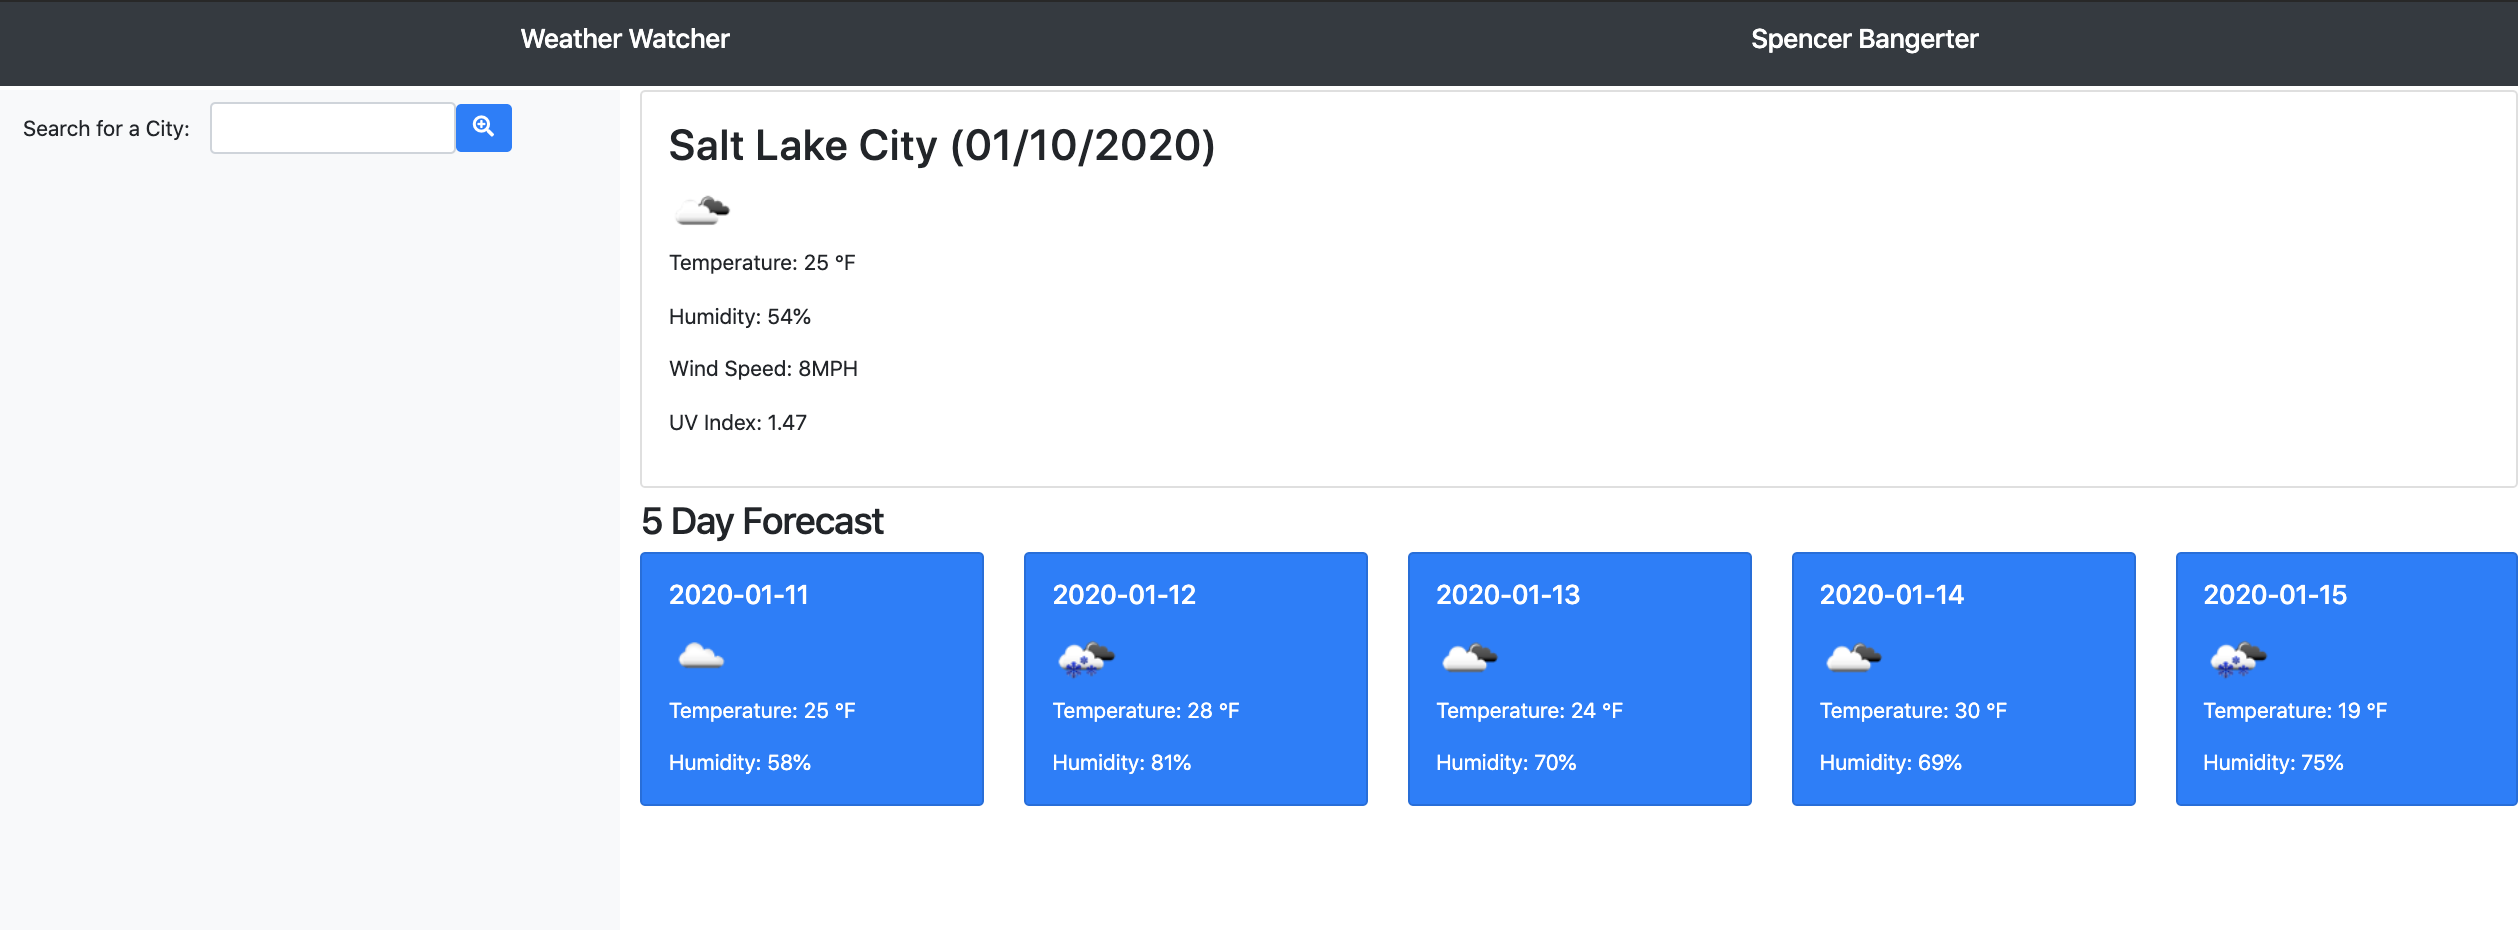 Weather Watcher
Spencer Bangerter
Search for a City:
Salt Lake City (01/10/2020)
Temperature: 25 °F
Humidity: 54%
Wind Speed: 8MPH
UV Index: 1.47
5 Day Forecast
2020-01-11
Temperature: 25 °F
Humidity: 58%
2020-01-12
Temperature: 28 °F
Humidity: 81%
2020-01-13
Temperature: 24 °F
Humidity: 70%
2020-01-14
Temperature: 30 °F
Humidity: 69%
2020-01-15
Temperature: 19 °F
Humidity: 75%